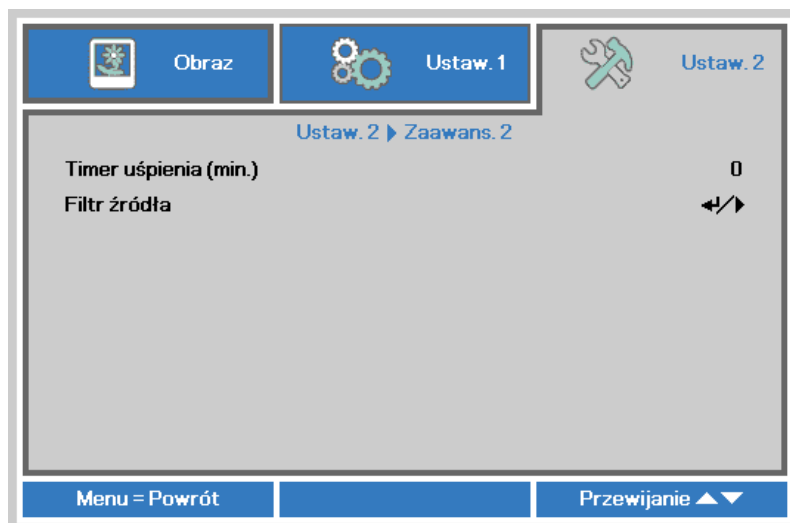 Obraz
Ustaw. 1
Ustaw. 2
Ustaw. 2 ▶ Zaawans. 2
Timer uśpienia (min.) 0
Filtr źródła ↵/▶
Menu = Powrót
Przewijanie ▲▼